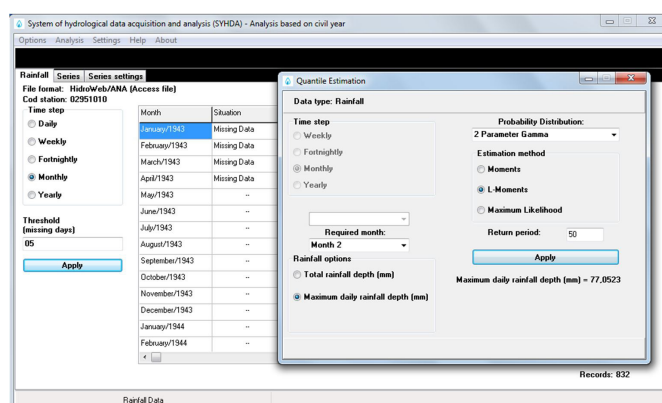 System of hydrological data acquisition and analysis (SYHDA) - Analysis based on civil year
Options Analysis Settings Help About
Rainfall Series Series settings
File format: HidroWeb/ANA (Access file)
Cod station: 02951010
Time step
Daily
Weekly
Fortnightly
Monthly
Yearly
Threshold
(missing days)
05
Apply
Month Situation
January/1943 Missing Data
February/1943 Missing Data
March/1943 Missing Data
April/1943 Missing Data
May/1943 --
June/1943 --
July/1943 --
August/1943 --
September/1943 --
October/1943 --
November/1943 --
December/1943 --
January/1944 --
February/1944 --
Quantile Estimation
Data type: Rainfall
Time step
Weekly
Fortnightly
Monthly
Yearly
Required month:
Month 2
Rainfall options
Total rainfall depth (mm)
Maximum daily rainfall depth (mm)
Probability Distribution:
2 Parameter Gamma
Estimation method
Moments
L-Moments
Maximum Likelihood
Return period: 50
Apply
Maximum daily rainfall depth (mm) = 77,0523
Records: 832
Rainfall Data